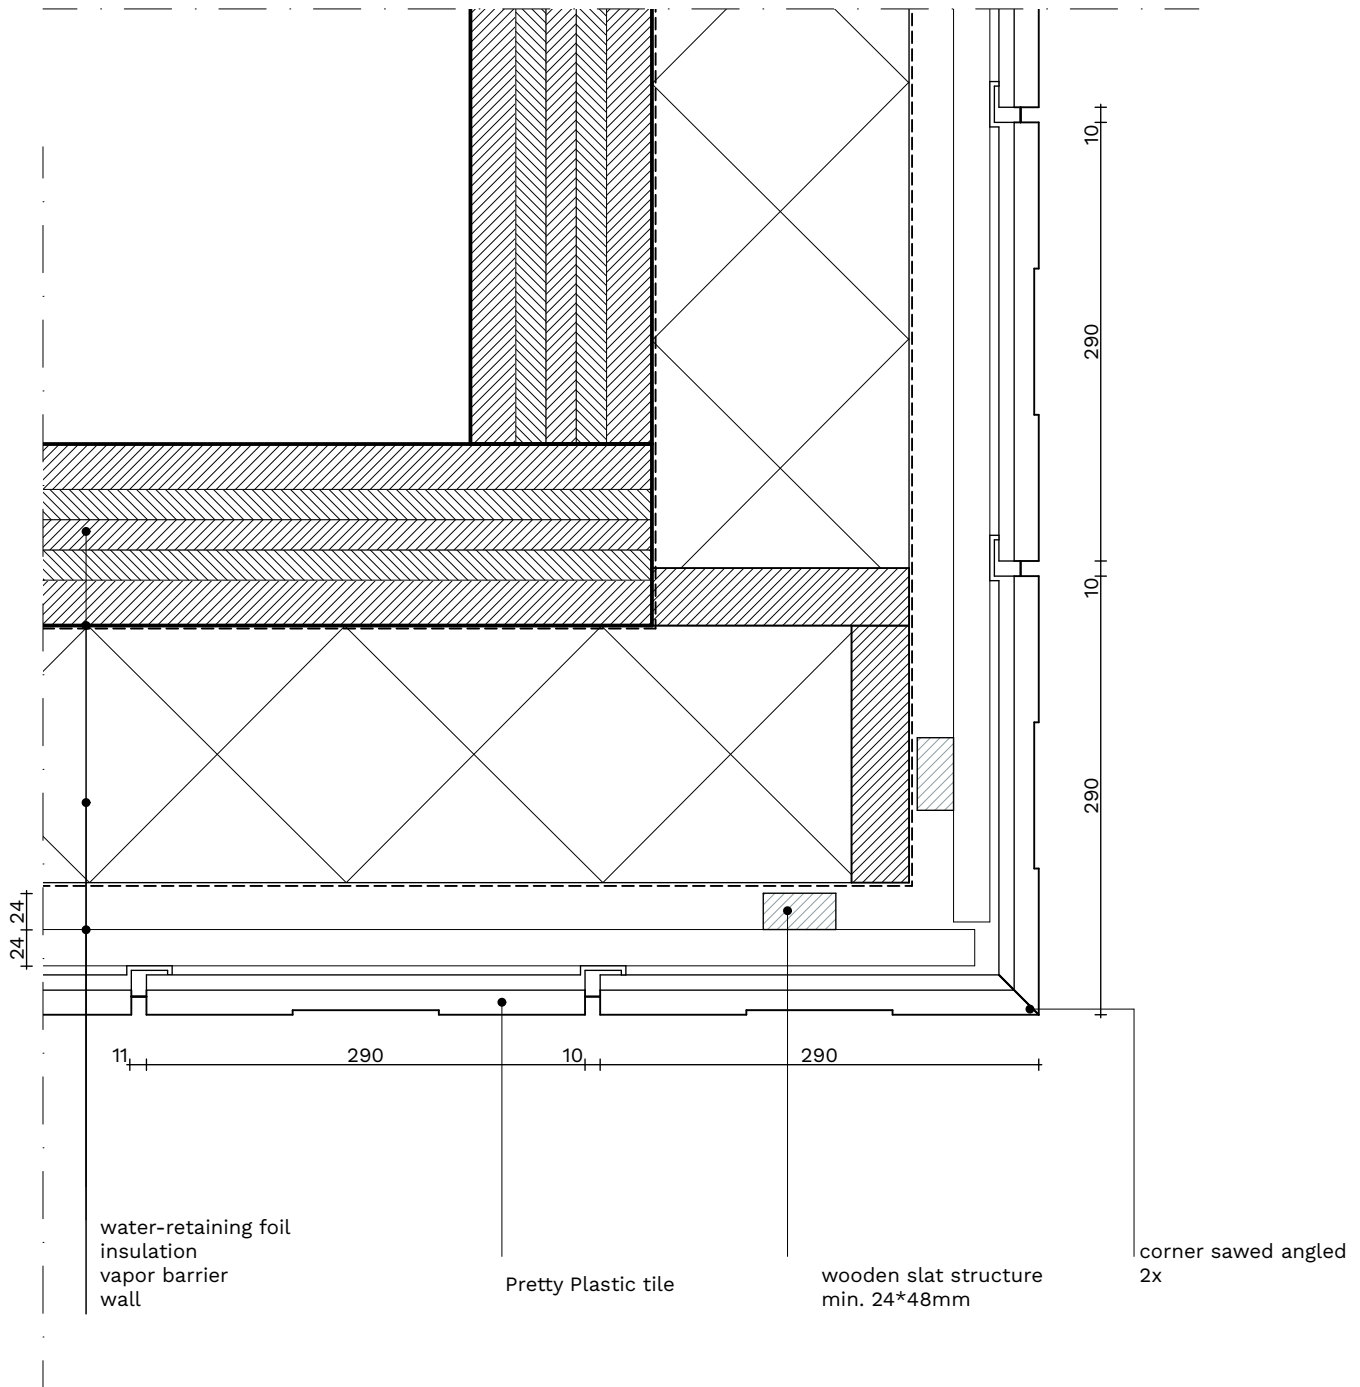 10
290
10
290
24
24
11
290
10
290
water-retaining foil
insulation
vapor barrier
wall
Pretty Plastic tile
wooden slat structure
min. 24*48mm
corner sawed angled
2x